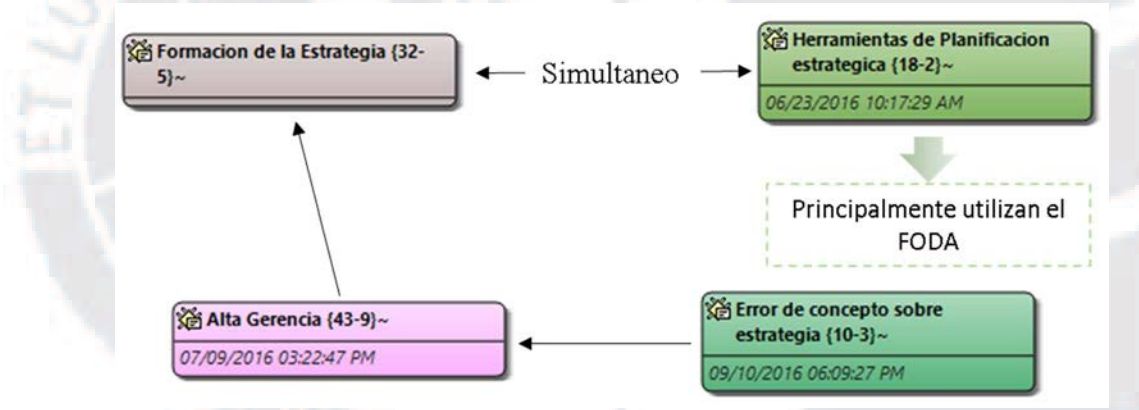 Formacion de la Estrategia {32-
5}~
Simultaneo
Herramientas de Planificacion
estrategica {18-2}~
06/23/2016 10:17:29 AM
Principalmente utilizan el
FODA
Alta Gerencia {43-9}~
07/09/2016 03:22:47 PM
Error de concepto sobre
estrategia {10-3}~
09/10/2016 06:09:27 PM
ET LU